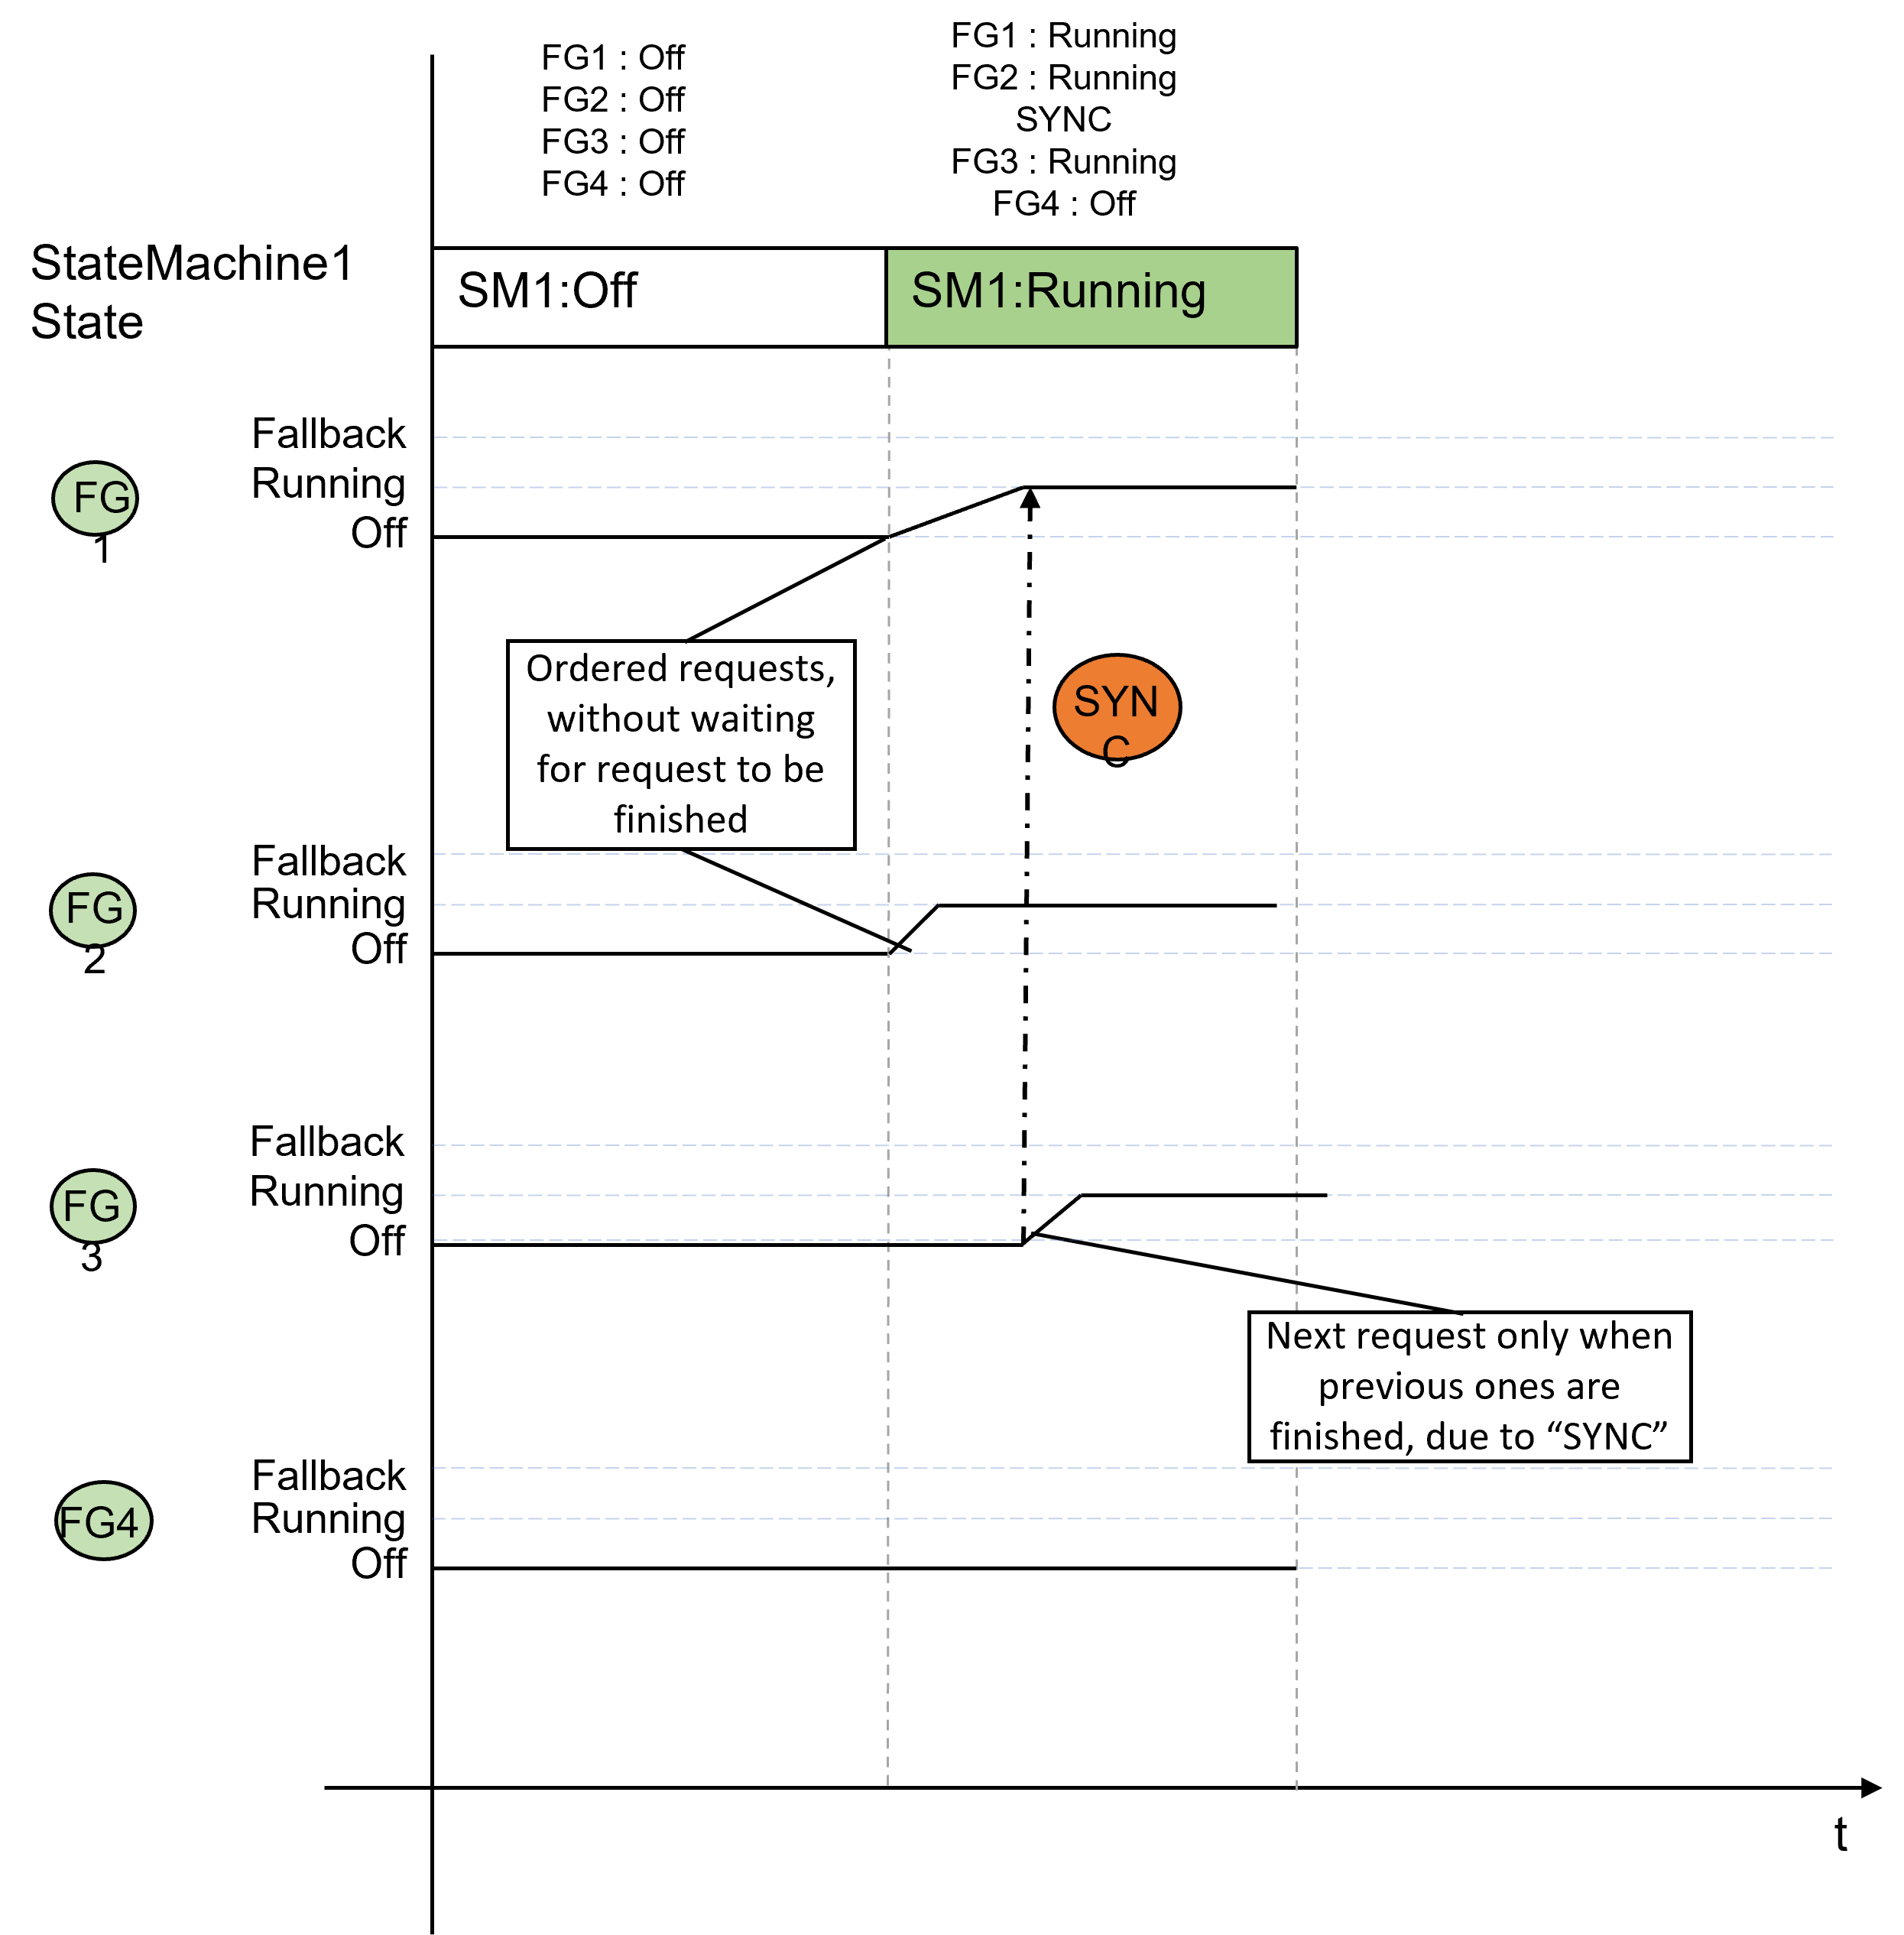 FG1 : Off
FG2 : Off
FG3 : Off
FG4 : Off
FG1 : Running
FG2 : Running
SYNC
FG3 : Running
FG4 : Off
StateMachine1
State
SM1:Off
SM1:Running
Fallback
Running
Off
FG
1
Ordered requests,
without waiting
for request to be
finished
SYN
C
Fallback
Running
Off
FG
2
Fallback
Running
Off
FG
3
Next request only when
previous ones are
finished, due to “SYNC”
Fallback
Running
Off
FG4
t